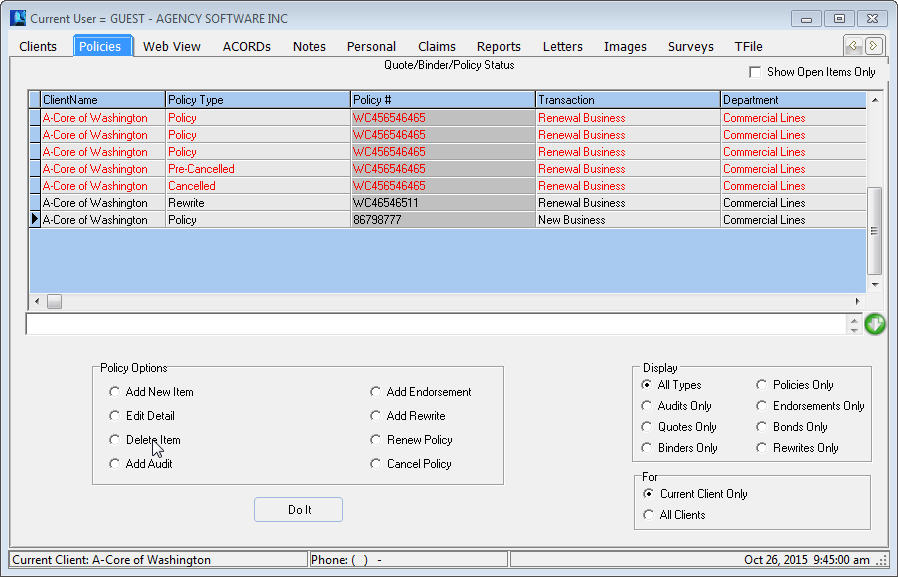 Current User = GUEST - AGENCY SOFTWARE INC
Clients Policies Web View ACORDs Notes Personal Claims Reports Letters Images Surveys TFile
Quote/Binder/Policy Status
Show Open Items Only
ClientName Policy Type Policy # Transaction Department
A-Core of Washington Policy WC456546465 Renewal Business Commercial Lines
A-Core of Washington Policy WC456546465 Renewal Business Commercial Lines
A-Core of Washington Policy WC456546465 Renewal Business Commercial Lines
A-Core of Washington Pre-Cancelled WC456546465 Renewal Business Commercial Lines
A-Core of Washington Cancelled WC456546465 Renewal Business Commercial Lines
A-Core of Washington Rewrite WC46546511 Renewal Business Commercial Lines
A-Core of Washington Policy 86798777 New Business Commercial Lines
Policy Options
Add New Item Add Endorsement
Edit Detail Add Rewrite
Delete Item Renew Policy
Add Audit Cancel Policy
Do It
Display
All Types Policies Only
Audits Only Endorsements Only
Quotes Only Bonds Only
Binders Only Rewrites Only
For
Current Client Only
All Clients
Current Client: A-Core of Washington Phone: ( ) - Oct 26, 2015 9:45:00 am